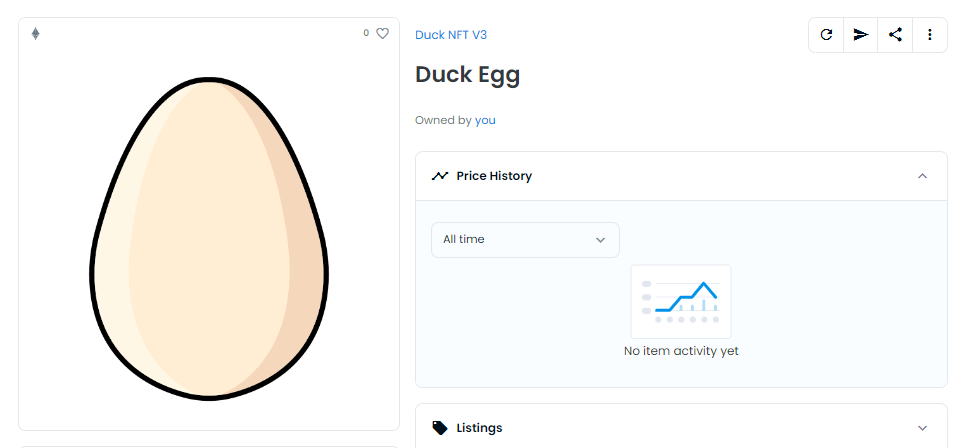 0
Duck NFT V3
Duck Egg
Owned by you
Price History
All time
No item activity yet
Listings